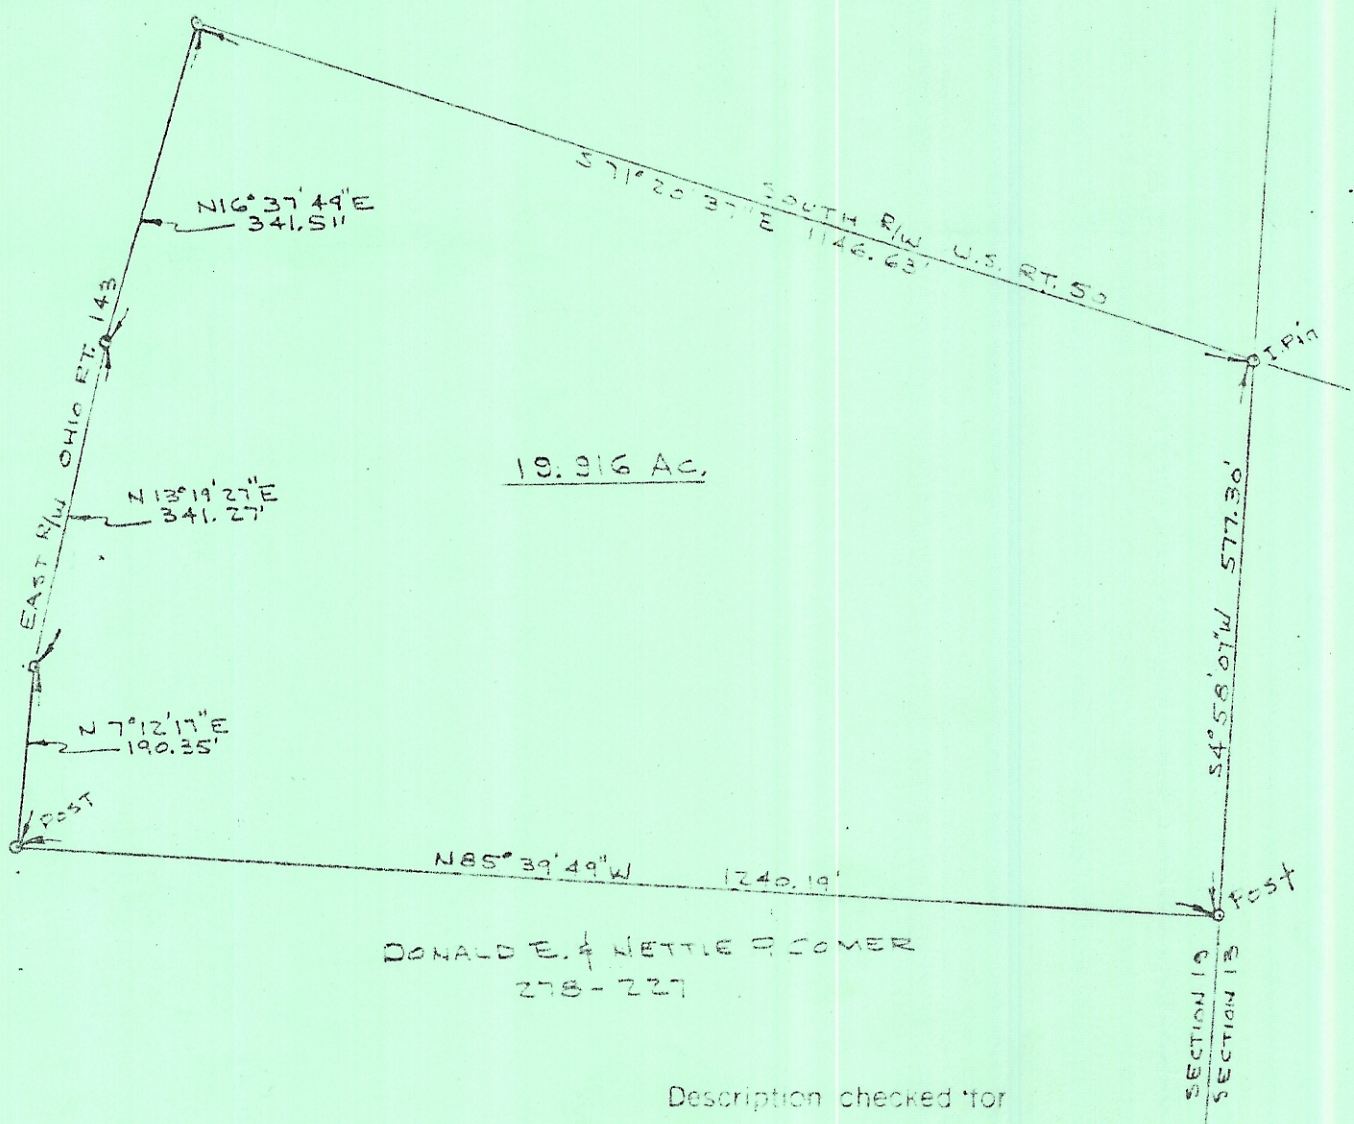 N16°37'49"E
341.51'
S71°20'37"E 1146.63'
SOUTH R/W U.S. RT. 50
I.Pin
EAST R/W OHIO RT. 143
19.916 AC.
N13°19'27"E
341.27'
S4°58'07"W 577.30'
N7°12'17"E
190.35'
POST
N85°39'49"W 1240.19'
Post
DONALD E. & NETTIE COMER
278-227
SECTION 19
SECTION 13
Description checked for